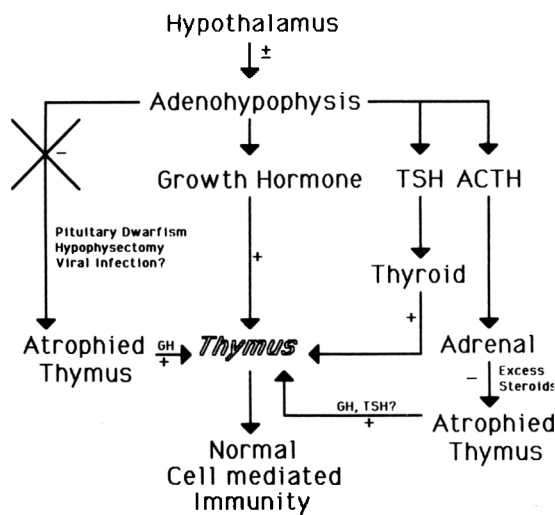 Hypothalamus
±
Adenohypophysis
−
Growth Hormone
TSH ACTH
Pituitary Dwarfism
Hypophysectomy
Viral Infection?
+
Thyroid
+
Atrophied
Thymus
GH
+
Thymus
Adrenal
−
Excess
Steroids
GH, TSH?
+
Atrophied
Thymus
Normal
Cell mediated
Immunity